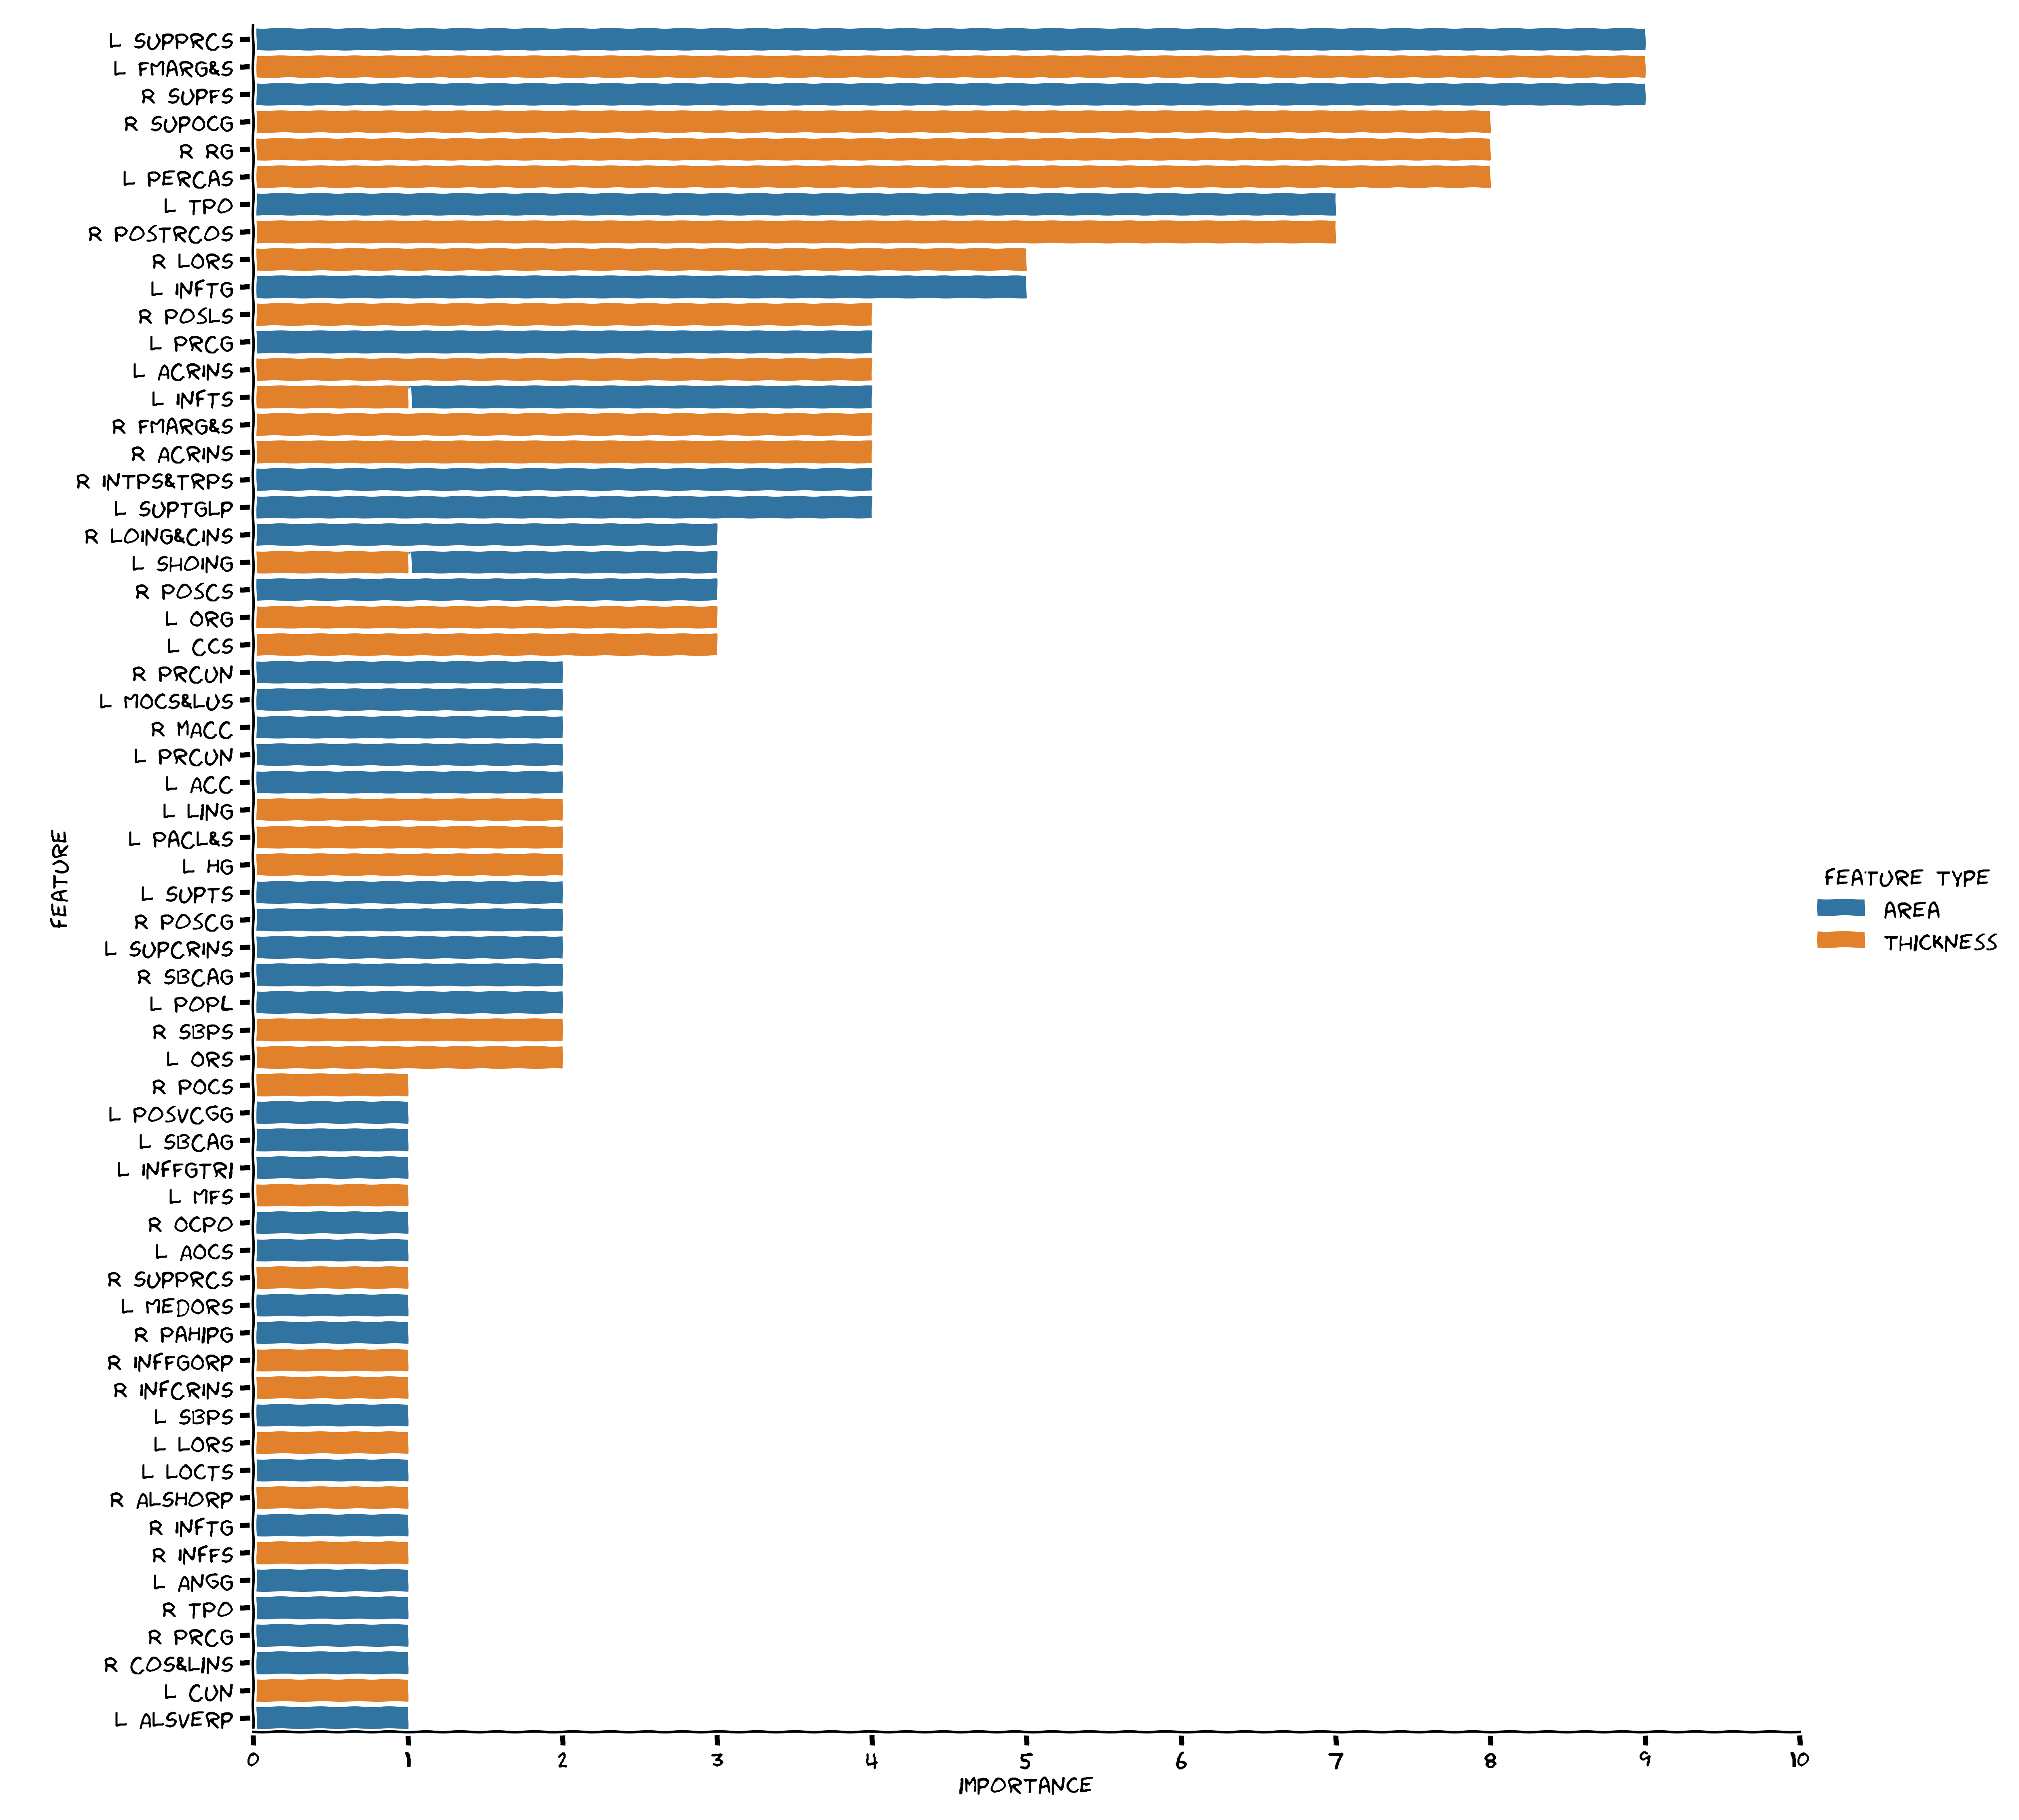 L SUPPRCS
L FMARG&S
R SUPFS
R SUPOCG
R RG
L PERCAS
L TPO
R POSTRCOS
R LORS
L INFTG
R POSLS
L PRCG
L ACRINS
L INFTS
R FMARG&S
R ACRINS
R INTPS&TRPS
L SUPTGLP
R LOING&CINS
L SHOING
R POSCS
L ORG
L CCS
R PRCUN
L MOCS&LUS
R MACC
L PRCUN
L ACC
L LING
L PACL&S
L HG
L SUPTS
R POSCG
L SUPCRINS
R SBCAG
L POPL
R SBPS
L ORS
R POCS
L POSVCGG
L SBCAG
L INFFGTRI
L MFS
R OCPO
L AOCS
R SUPPRCS
L MEDORS
R PAHIPG
R INFFGORP
R INFCRINS
L SBPS
L LORS
L LOCTS
R ALSHORP
R INFTG
R INFFS
L ANGG
R TPO
R PRCG
R COS&LINS
L CUN
L ALSVERP
FEATURE
0 1 2 3 4 5 6 7 8 9 10
IMPORTANCE
FEATURE TYPE
AREA
THICKNESS